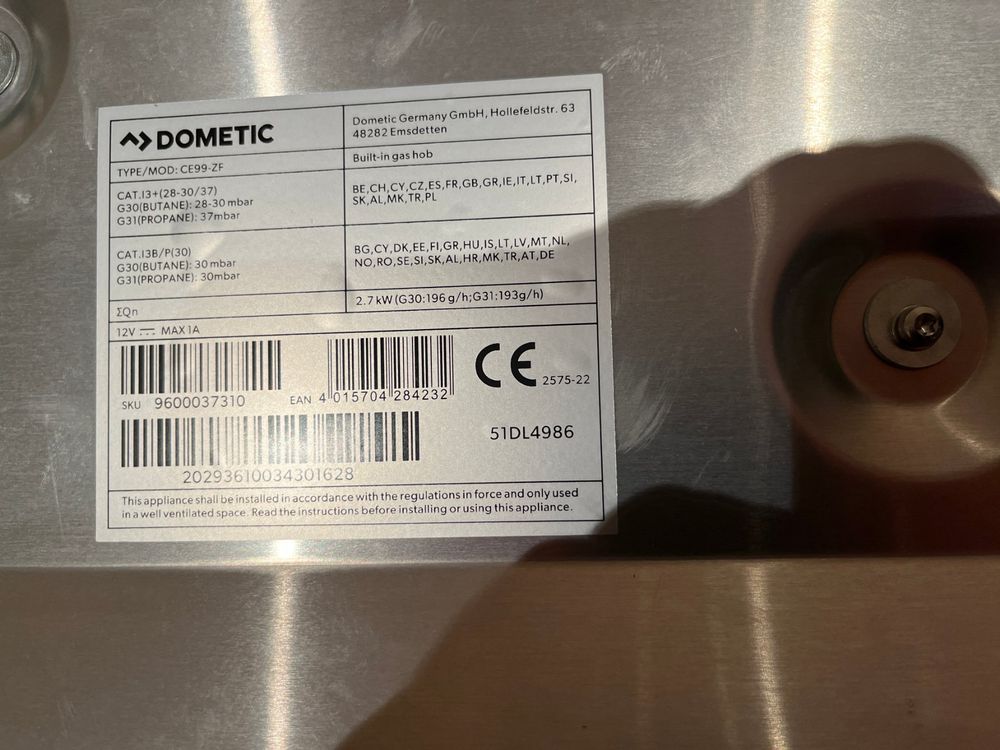 DOMETIC
Dometic Germany GmbH, Hollefeldstr. 63
48282 Emsdetten
TYPE/MOD: CE99-ZF
Built-in gas hob
CAT.I3+(28-30/37)
G30(BUTANE): 28-30 mbar
G31(PROPANE): 37mbar
BE,CH,CY,CZ,ES,FR,GB,GR,IE,IT,LT,PT,SI,
SK,AL,MK,TR,PL
CAT.I3B/P(30)
G30(BUTANE): 30 mbar
G31(PROPANE): 30mbar
BG,CY,DK,EE,FI,GR,HU,IS,LT,LV,MT,NL,
NO,RO,SE,SI,SK,AL,HR,MK,TR,AT,DE
ΣQn
2.7 kW (G30:196 g/h;G31:193g/h)
12V ⎓ MAX 1A
SKU 9600037310
EAN 4 015704 284232
CE 2575-22
51DL4986
20293610034301628
This appliance shall be installed in accordance with the regulations in force and only used
in a well ventilated space. Read the instructions before installing or using this appliance.